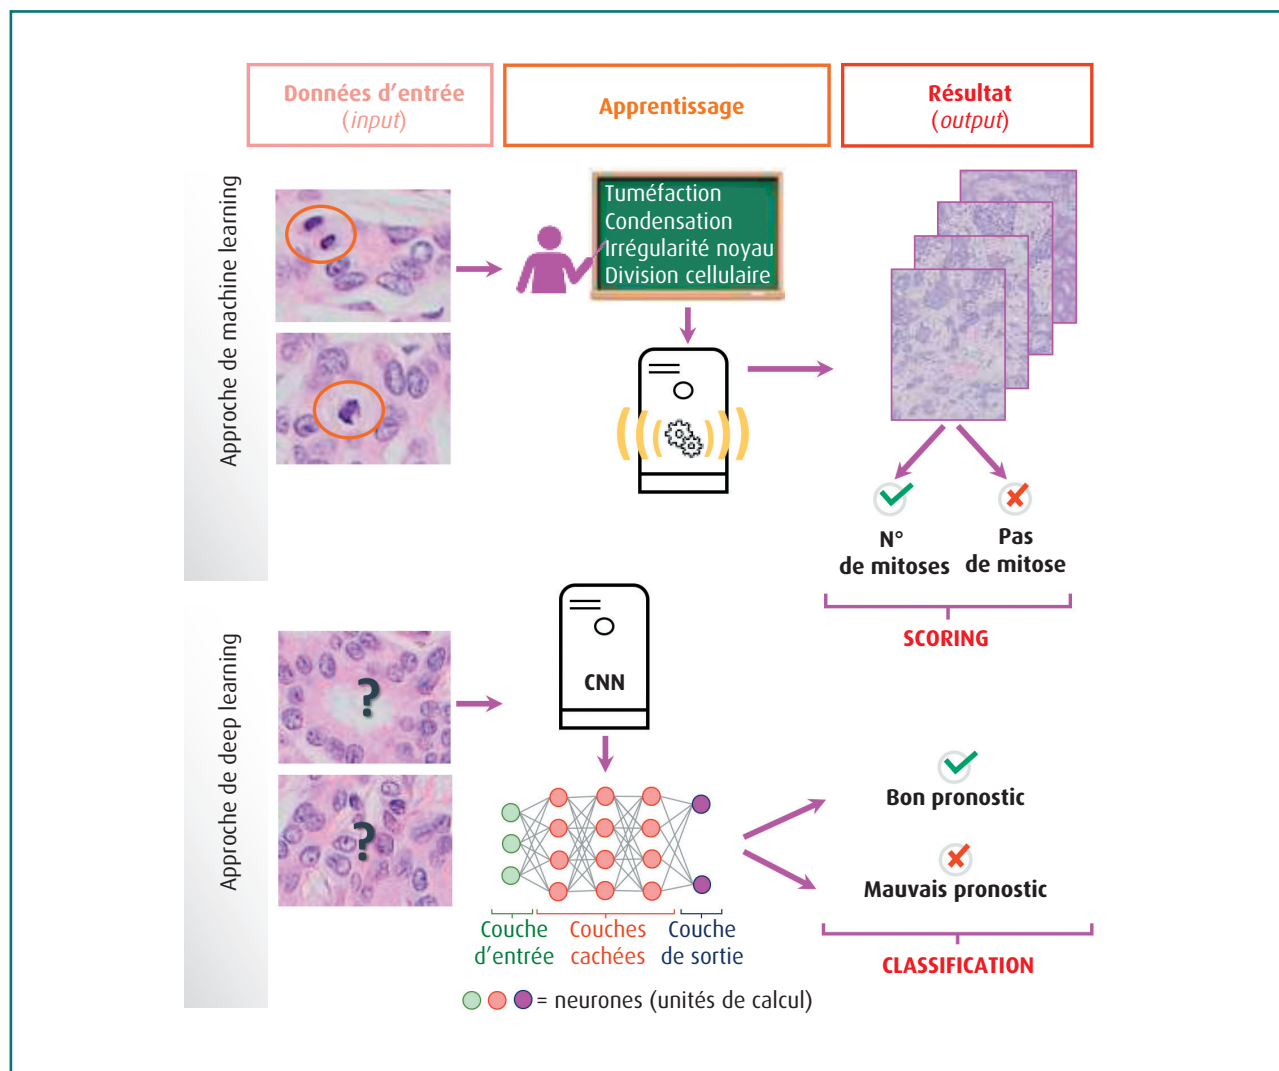 Données d'entrée
(input)
Apprentissage
Résultat
(output)
Approche de machine learning
Tuméfaction
Condensation
Irrégularité noyau
Division cellulaire
N°
de mitoses
Pas
de mitose
SCORING
Approche de deep learning
?
?
CNN
Couche
d'entrée
Couches
cachées
Couche
de sortie
= neurones (unités de calcul)
Bon pronostic
Mauvais pronostic
CLASSIFICATION